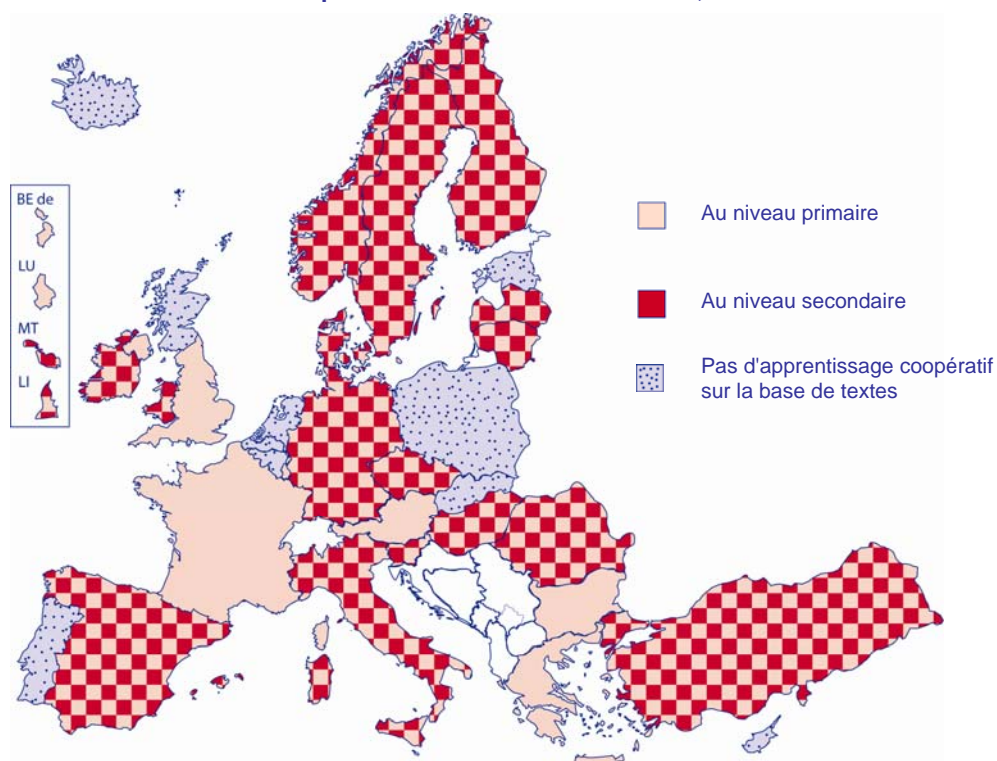 BE de
LU
MT
LI
Au niveau primaire
Au niveau secondaire
Pas d'apprentissage coopératif
sur la base de textes